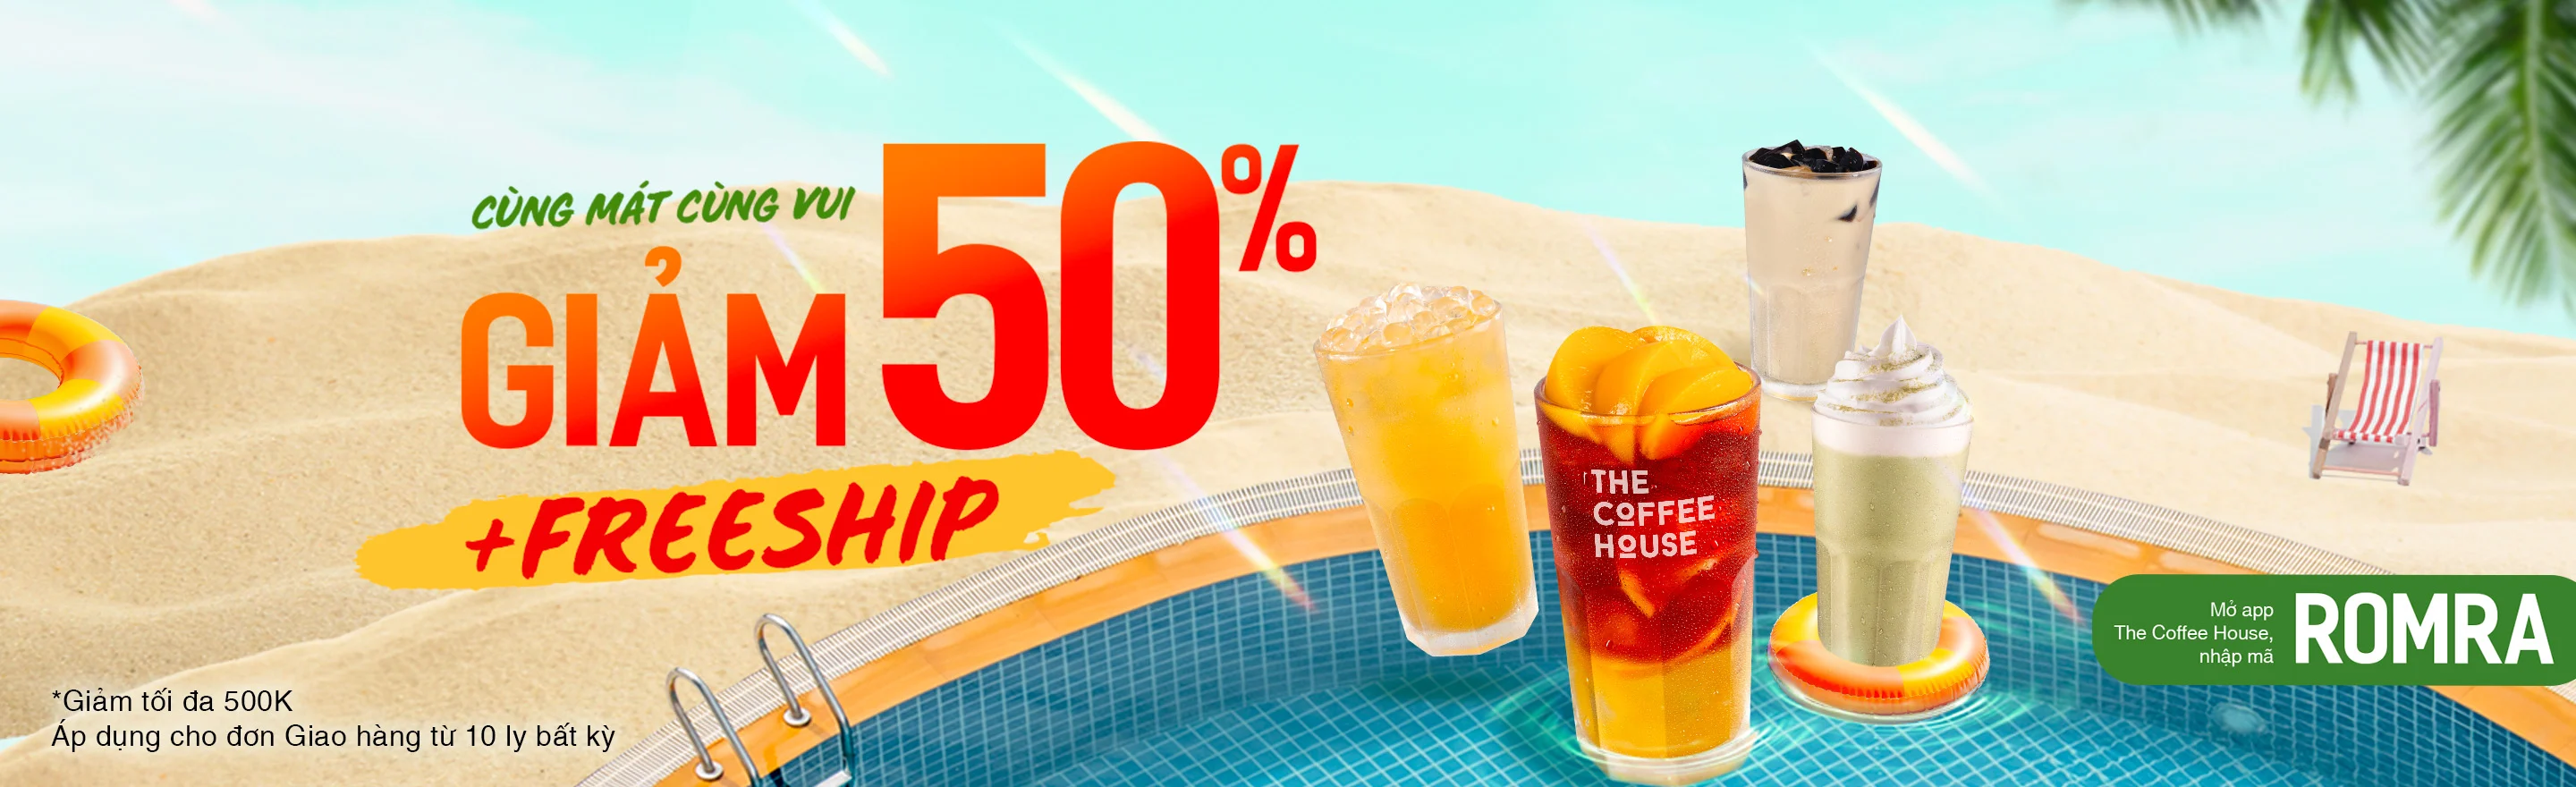 CÙNG MÁT CÙNG VUI
GIẢM 50%
+FREESHIP
THE
COFFEE
HOUSE
Mở app
The Coffee House,
nhập mã
ROMRA
*Giảm tối đa 500K
Áp dụng cho đơn Giao hàng từ 10 ly bất kỳ